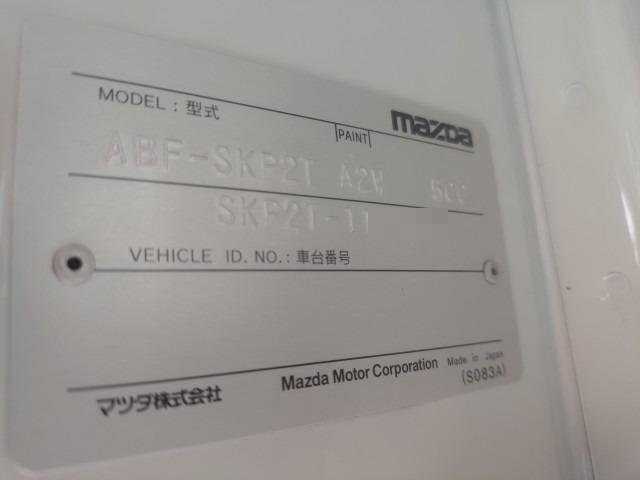 mazda
MODEL : 型式
PAINT
ABF-SKP2T A2W 5CC
SKP2T-11
VEHICLE ID. NO. : 車台番号
マツダ株式会社 Mazda Motor Corporation Made in Japan
(S083A)